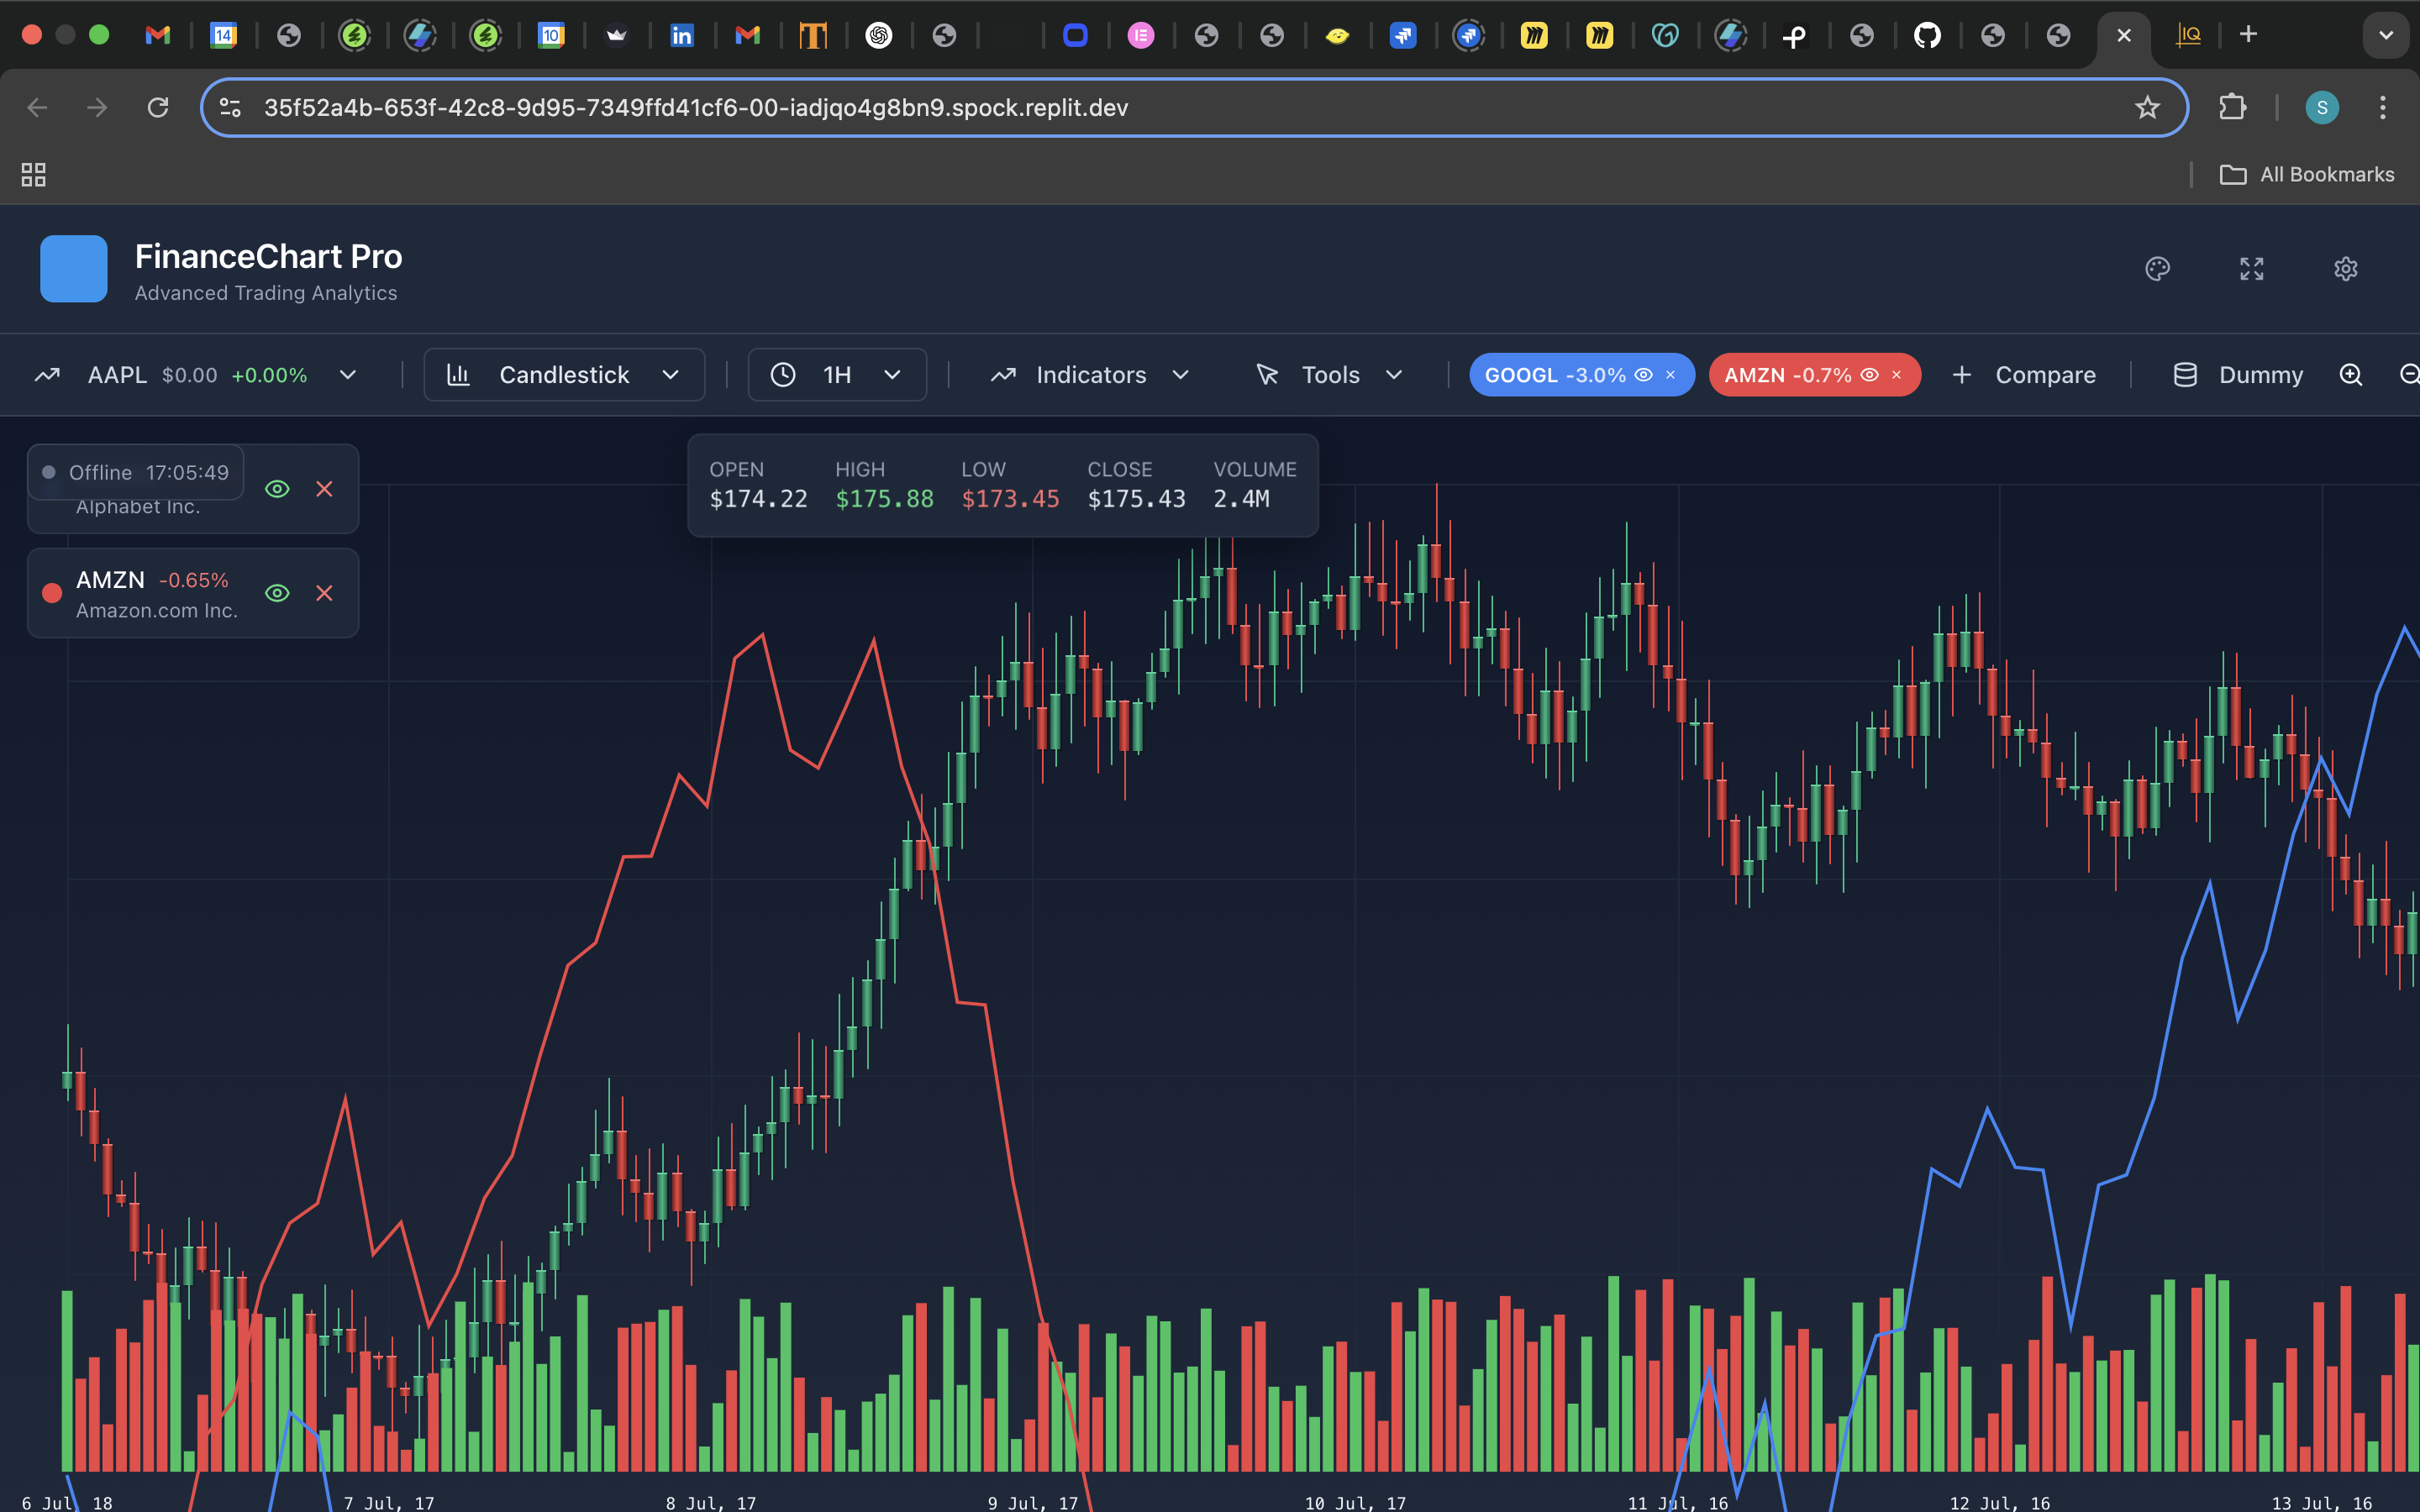 14
10
in
T
IQ
35f52a4b-653f-42c8-9d95-7349ffd41cf6-00-iadjqo4g8bn9.spock.replit.dev
S
All Bookmarks
FinanceChart Pro
Advanced Trading Analytics
AAPL $0.00 +0.00% Candlestick 1H Indicators Tools GOOGL -3.0% × AMZN -0.7% × + Compare Dummy
Offline 17:05:49
Alphabet Inc.
OPEN HIGH LOW CLOSE VOLUME
$174.22 $175.88 $173.45 $175.43 2.4M
AMZN -0.65%
Amazon.com Inc.
6 Jul, 18 7 Jul, 17 8 Jul, 17 9 Jul, 17 10 Jul, 17 11 Jul, 16 12 Jul, 16 13 Jul, 16